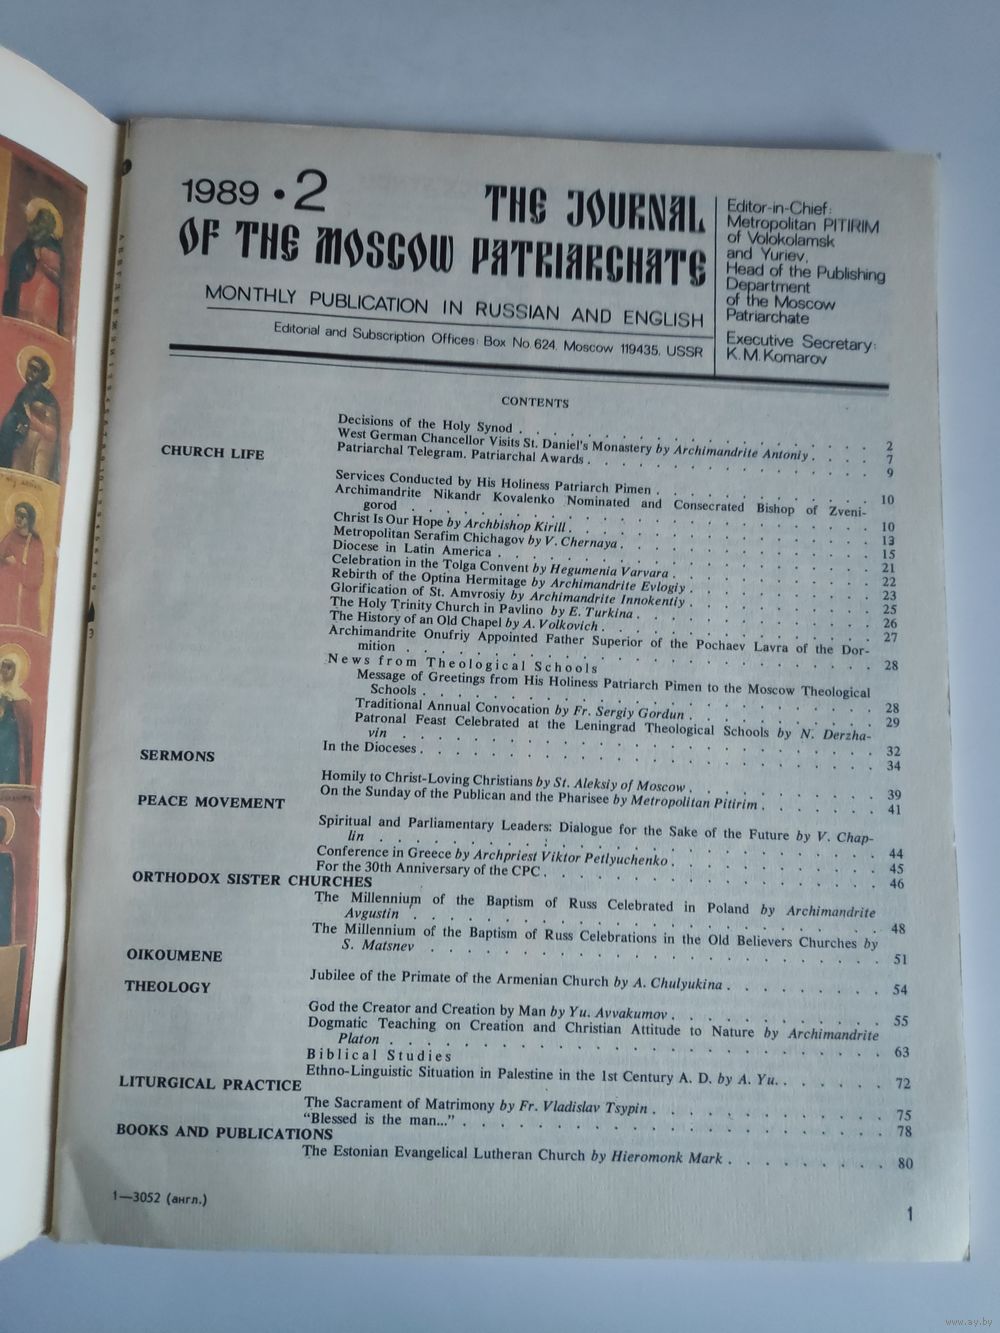 1989 • 2
THE JOURNAL
OF THE MOSCOW PATRIARCHATE
MONTHLY PUBLICATION IN RUSSIAN AND ENGLISH
Editorial and Subscription Offices: Box No.624, Moscow 119435, USSR
Editor-in-Chief:
Metropolitan PITIRIM
of Volokolamsk
and Yuriev,
Head of the Publishing
Department
of the Moscow
Patriarchate
Executive Secretary:
K.M.Komarov
CONTENTS
Decisions of the Holy Synod . . . . . . . . . . . . . . . . 2
West German Chancellor Visits St. Daniel's Monastery by Archimandrite Antoniy . . . . 7
Patriarchal Telegram. Patriarchal Awards . . . . . . . . . . . . . 9
CHURCH LIFE
Services Conducted by His Holiness Patriarch Pimen . . . . . . . . . . 10
Archimandrite Nikandr Kovalenko Nominated and Consecrated Bishop of Zveni-
gorod . . . . . . . . . . . . . . . . . . . . 10
Christ Is Our Hope by Archbishop Kirill . . . . . . . . . . . . . 13
Metropolitan Serafim Chichagov by V. Chernaya . . . . . . . . . . . 15
Diocese in Latin America . . . . . . . . . . . . . . . . 21
Celebration in the Tolga Convent by Hegumenia Varvara . . . . . . . . . 22
Rebirth of the Optina Hermitage by Archimandrite Evlogiy . . . . . . . . 23
Glorification of St. Amvrosiy by Archimandrite Innokentiy . . . . . . . . 25
The Holy Trinity Church in Pavlino by E. Turkina . . . . . . . . . . 26
The History of an Old Chapel by A. Volkovich . . . . . . . . . . . 27
Archimandrite Onufriy Appointed Father Superior of the Pochaev Lavra of the Dor-
mition . . . . . . . . . . . . . . . . . . . 28
News from Theological Schools
Message of Greetings from His Holiness Patriarch Pimen to the Moscow Theological
Schools . . . . . . . . . . . . . . . . . . 28
Traditional Annual Convocation by Fr. Sergiy Gordun . . . . . . . . . 29
Patronal Feast Celebrated at the Leningrad Theological Schools by N. Derzha-
vin . . . . . . . . . . . . . . . . . . . 32
In the Dioceses . . . . . . . . . . . . . . . . . . 34
SERMONS
Homily to Christ-Loving Christians by St. Aleksiy of Moscow . . . . . . . . 39
On the Sunday of the Publican and the Pharisee by Metropolitan Pitirim . . . . . 41
PEACE MOVEMENT
Spiritual and Parliamentary Leaders: Dialogue for the Sake of the Future by V. Chap-
lin . . . . . . . . . . . . . . . . . . . . 44
Conference in Greece by Archpriest Viktor Petlyuchenko . . . . . . . . . 45
For the 30th Anniversary of the CPC . . . . . . . . . . . . . . 46
ORTHODOX SISTER CHURCHES
The Millennium of the Baptism of Russ Celebrated in Poland by Archimandrite
Avgustin . . . . . . . . . . . . . . . . . . . 48
The Millennium of the Baptism of Russ Celebrations in the Old Believers Churches by
S. Matsnev . . . . . . . . . . . . . . . . . . 51
OIKOUMENE
Jubilee of the Primate of the Armenian Church by A. Chulyukina . . . . . . . 54
THEOLOGY
God the Creator and Creation by Man by Yu. Avvakumov . . . . . . . . . 55
Dogmatic Teaching on Creation and Christian Attitude to Nature by Archimandrite
Platon . . . . . . . . . . . . . . . . . . . . 63
Biblical Studies
Ethno-Linguistic Situation in Palestine in the 1st Century A. D. by A. Yu. . . . . . 72
LITURGICAL PRACTICE
The Sacrament of Matrimony by Fr. Vladislav Tsypin . . . . . . . . . . 75
“Blessed is the man...” . . . . . . . . . . . . . . . . . 78
BOOKS AND PUBLICATIONS
The Estonian Evangelical Lutheran Church by Hieromonk Mark . . . . . . . 80
1—3052 (англ.)
1
www.ay.by